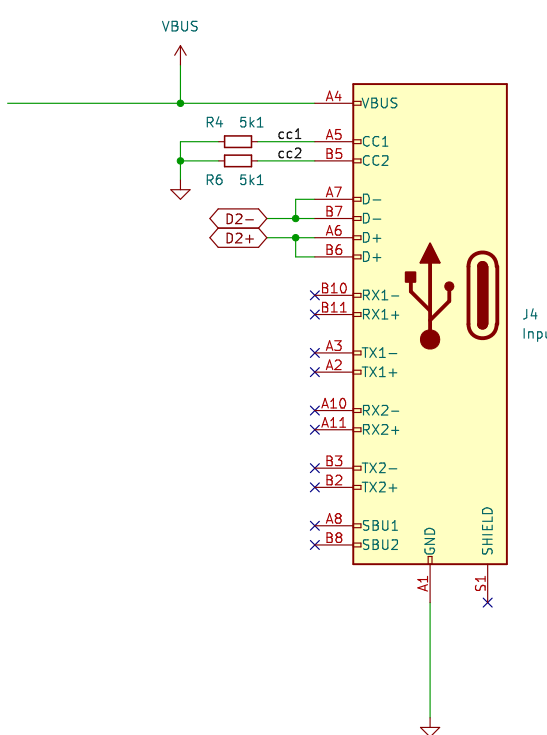 VBUS
A4 VBUS
R4 5k1 cc1 A5 CC1
cc2 B5 CC2
R6 5k1
A7 D-
D2- B7 D-
D2+ A6 D+
B6 D+
B10 RX1-
B11 RX1+
J4
Inpu
A3 TX1-
A2 TX1+
A10 RX2-
A11 RX2+
B3 TX2-
B2 TX2+
A8 SBU1
B8 SBU2
GND
SHIELD
A1
S1